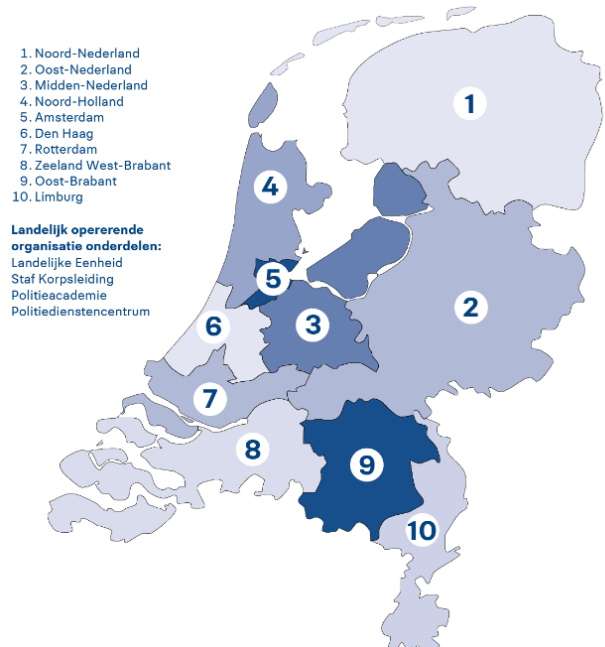 1. Noord-Nederland
2. Oost-Nederland
3. Midden-Nederland
4. Noord-Holland
5. Amsterdam
6. Den Haag
7. Rotterdam
8. Zeeland West-Brabant
9. Oost-Brabant
10. Limburg
Landelijk opererende
organisatie onderdelen:
Landelijke Eenheid
Staf Korpsleiding
Politieacademie
Politiedienstencentrum
1
4
5
2
6
3
7
8
9
10